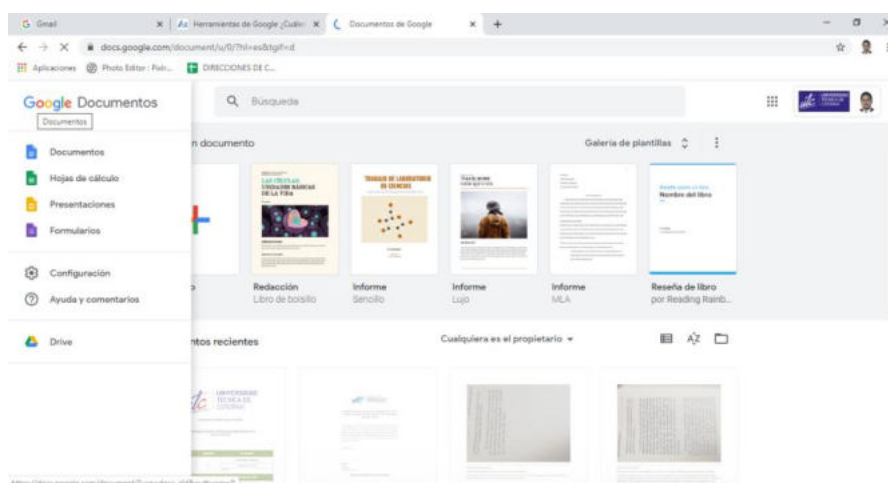 Gmail
Herramientas de Google ¿Cuáles
Documentos de Google
docs.google.com/document/u/0/?hl=es&tgif=d
Aplicaciones
Photo Editor : Pixlr...
DIRECCIONES DE C...
Google Documentos
Documentos
Búsqueda
n documento
Galería de plantillas
Documentos
Hojas de cálculo
Presentaciones
Formularios
Configuración
Ayuda y comentarios
Drive
LAS CÉLULAS:
UNIDADES BÁSICAS
DE LA VIDA
TRABAJO DE LABORATORIO
DE CIENCIAS
Nombre del libro
o
Redacción
Libro de bolsillo
Informe
Sencillo
Informe
Lujo
Informe
MLA
Reseña de libro
por Reading Rainb...
ntos recientes
Cualquiera es el propietario
AZ
UNIVERSIDAD
TÉCNICA DE
COTOPAXI